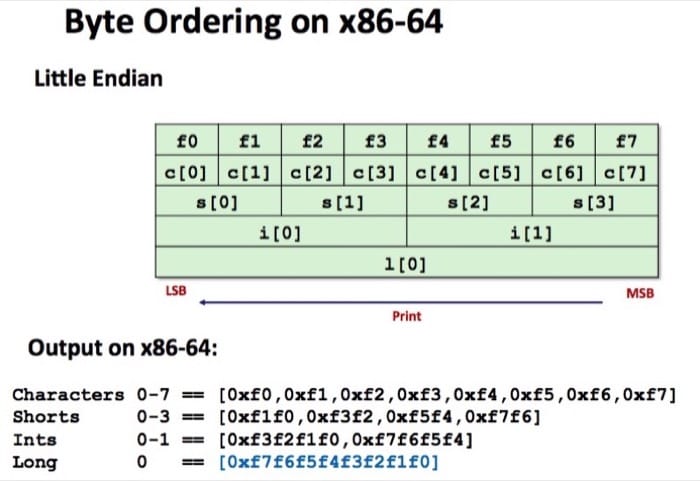 Byte Ordering on x86-64
Little Endian
f0 f1 f2 f3 f4 f5 f6 f7
c[0] c[1] c[2] c[3] c[4] c[5] c[6] c[7]
s[0] s[1] s[2] s[3]
i[0] i[1]
l[0]
LSB MSB
Print
Output on x86-64:
Characters 0-7 == [0xf0,0xf1,0xf2,0xf3,0xf4,0xf5,0xf6,0xf7]
Shorts 0-3 == [0xf1f0,0xf3f2,0xf5f4,0xf7f6]
Ints 0-1 == [0xf3f2f1f0,0xf7f6f5f4]
Long 0 == [0xf7f6f5f4f3f2f1f0]